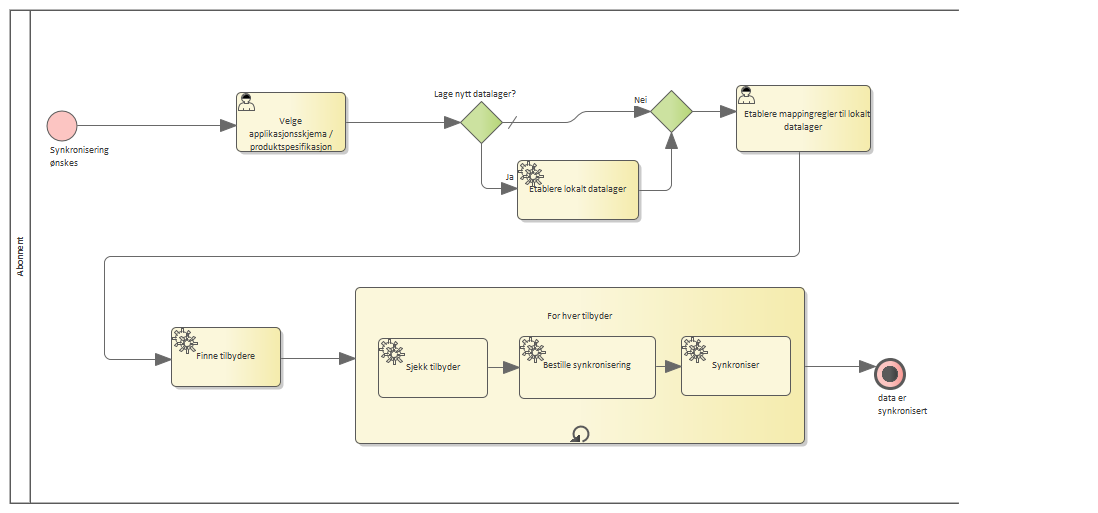 Abonnent
Synkronisering
ønskes
Velge
applikasjonsskjema /
produktspesifikasjon
Lage nytt datalager?
Nei
Ja
Etablere lokalt datalager
Etablere mappingregler til lokalt
datalager
Finne tilbydere
For hver tilbyder
Sjekk tilbyder
Bestille synkronisering
Synkroniser
data er
synkronisert